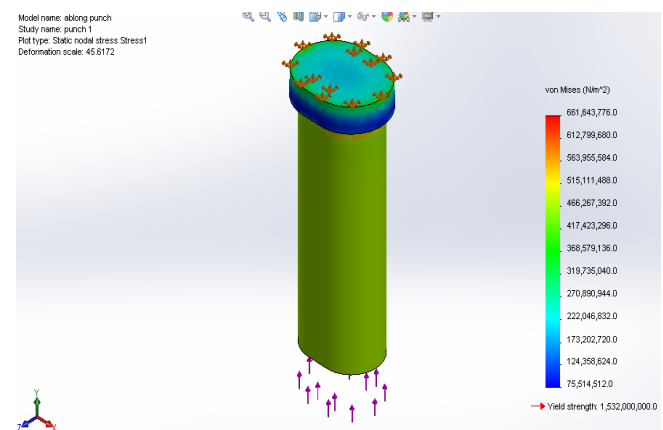 Model name: ablong punch
Study name: punch 1
Plot type: Static nodal stress Stress1
Deformation scale: 45.6172
von Mises (N/m^2)
661,643,776.0
612,799,680.0
563,955,584.0
515,111,488.0
466,267,392.0
417,423,296.0
368,579,136.0
319,735,040.0
270,890,944.0
222,046,832.0
173,202,720.0
124,358,624.0
75,514,512.0
Yield strength: 1,532,000,000.0
Y
Z
X